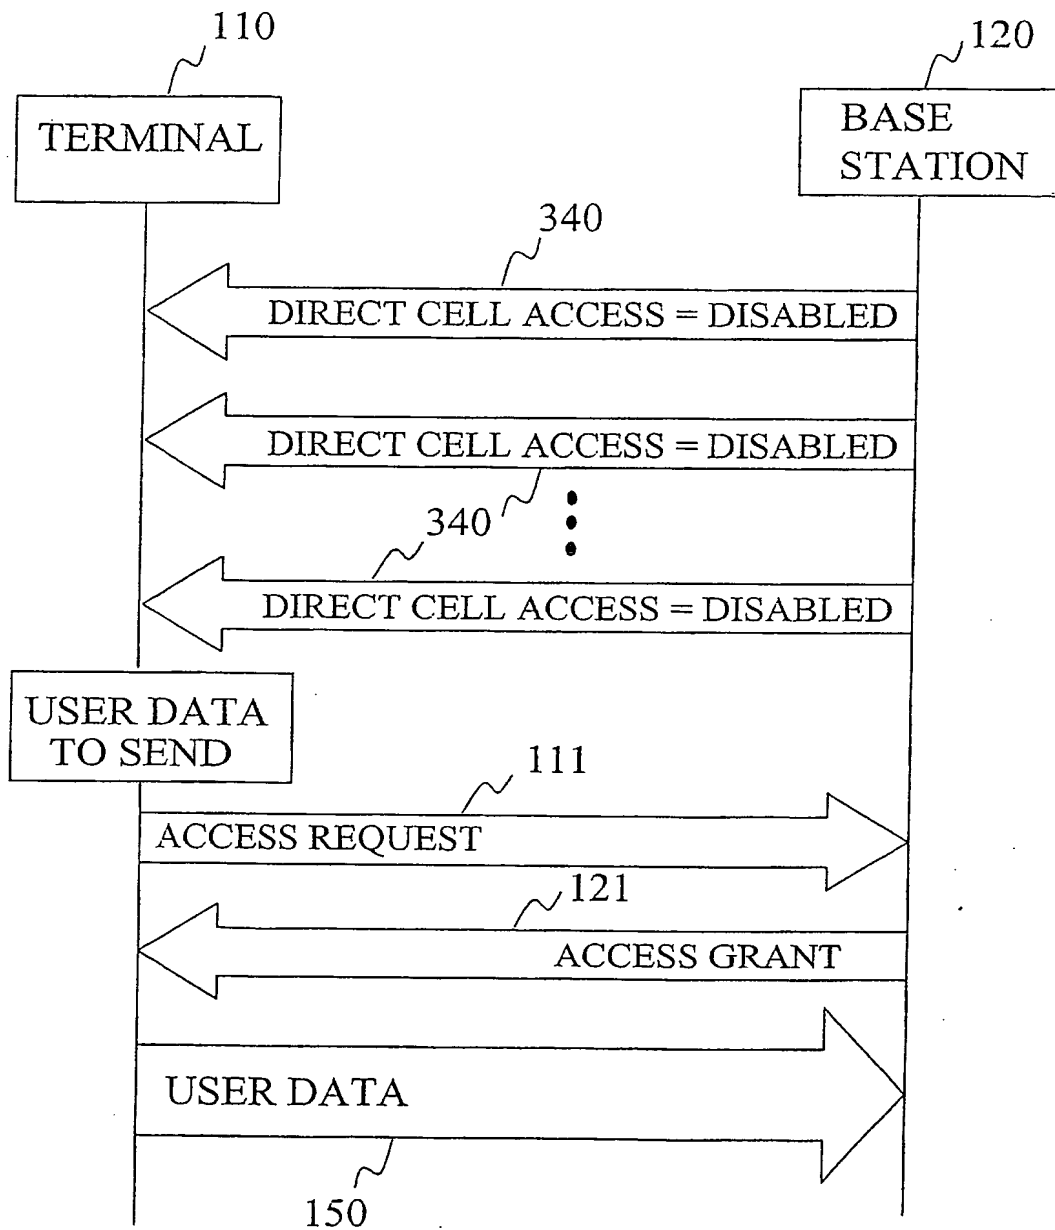 110
120
TERMINAL
BASE
STATION
340
DIRECT CELL ACCESS = DISABLED
DIRECT CELL ACCESS = DISABLED
340
DIRECT CELL ACCESS = DISABLED
USER DATA
TO SEND
111
ACCESS REQUEST
121
ACCESS GRANT
USER DATA
150